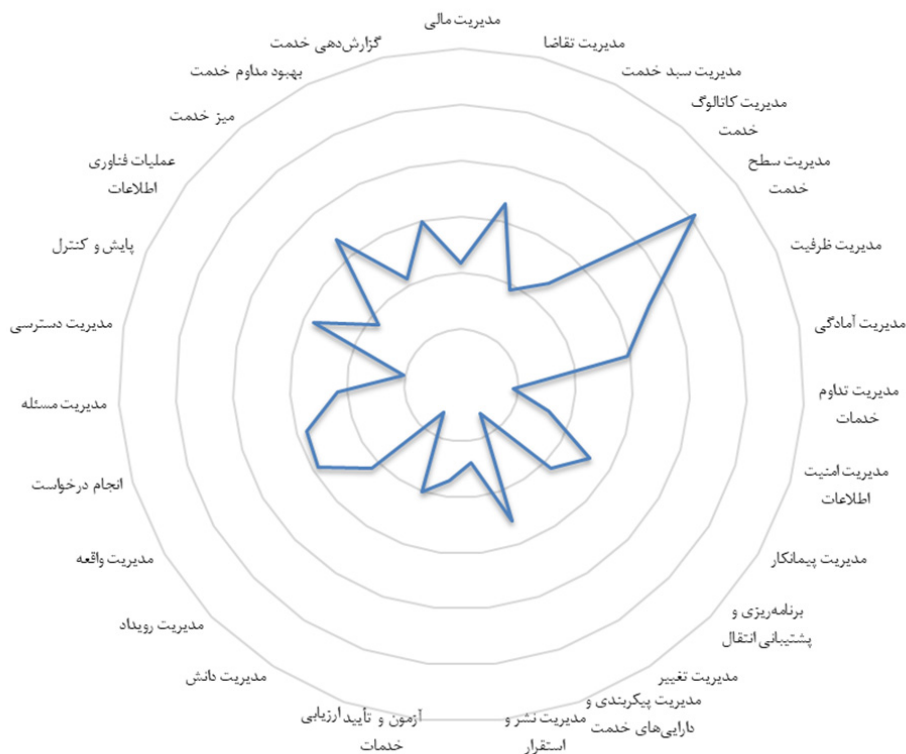 مدیریت مالی
مدیریت تقاضا
مدیریت سبد خدمت
مدیریت کاتالوگ
خدمت
مدیریت سطح
خدمت
مدیریت ظرفیت
مدیریت آمادگی
مدیریت تداوم
خدمات
مدیریت امنیت
اطلاعات
مدیریت پیمانکار
برنامه‌ریزی و
پشتیبانی انتقال
مدیریت تغییر
مدیریت پیکربندی و
دارایی‌های خدمت
مدیریت نشر و
استقرار
آزمون و تأیید
خدمات
ارزیابی
مدیریت دانش
مدیریت رویداد
مدیریت واقعه
انجام درخواست
مدیریت مسئله
مدیریت دسترسی
پایش و کنترل
عملیات فناوری
اطلاعات
میز خدمت
بهبود مداوم خدمت
گزارش‌دهی خدمت